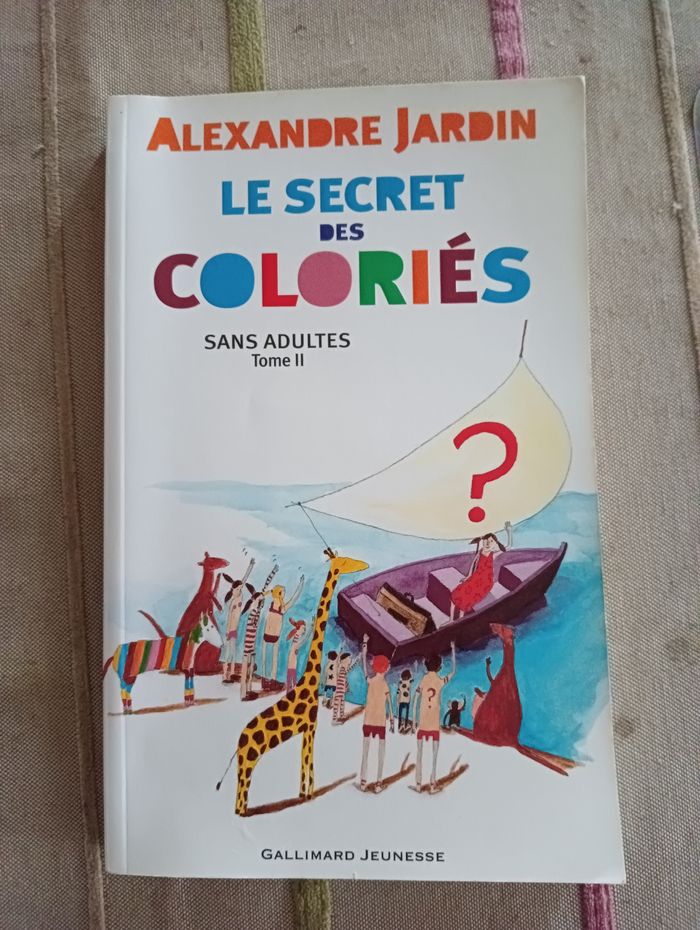 ALEXANDRE JARDIN
LE SECRET
DES
COLORIÉS
SANS ADULTES
Tome II
?
?
GALLIMARD JEUNESSE